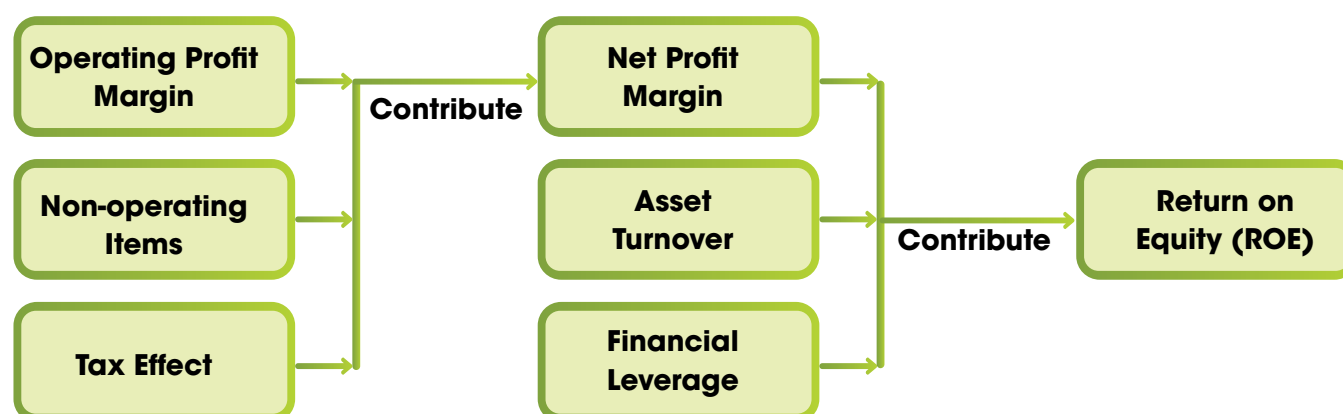 Operating Profit
Margin
Non-operating
Items
Tax Effect
Contribute
Net Profit
Margin
Asset
Turnover
Financial
Leverage
Contribute
Return on
Equity (ROE)